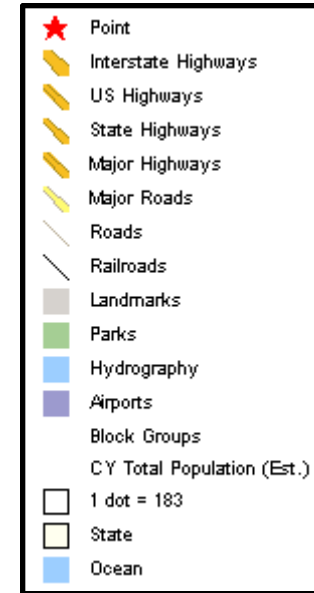 Point
Interstate Highways
US Highways
State Highways
Major Highways
Major Roads
Roads
Railroads
Landmarks
Parks
Hydrography
Airports
Block Groups
CY Total Population (Est.)
1 dot = 183
State
Ocean